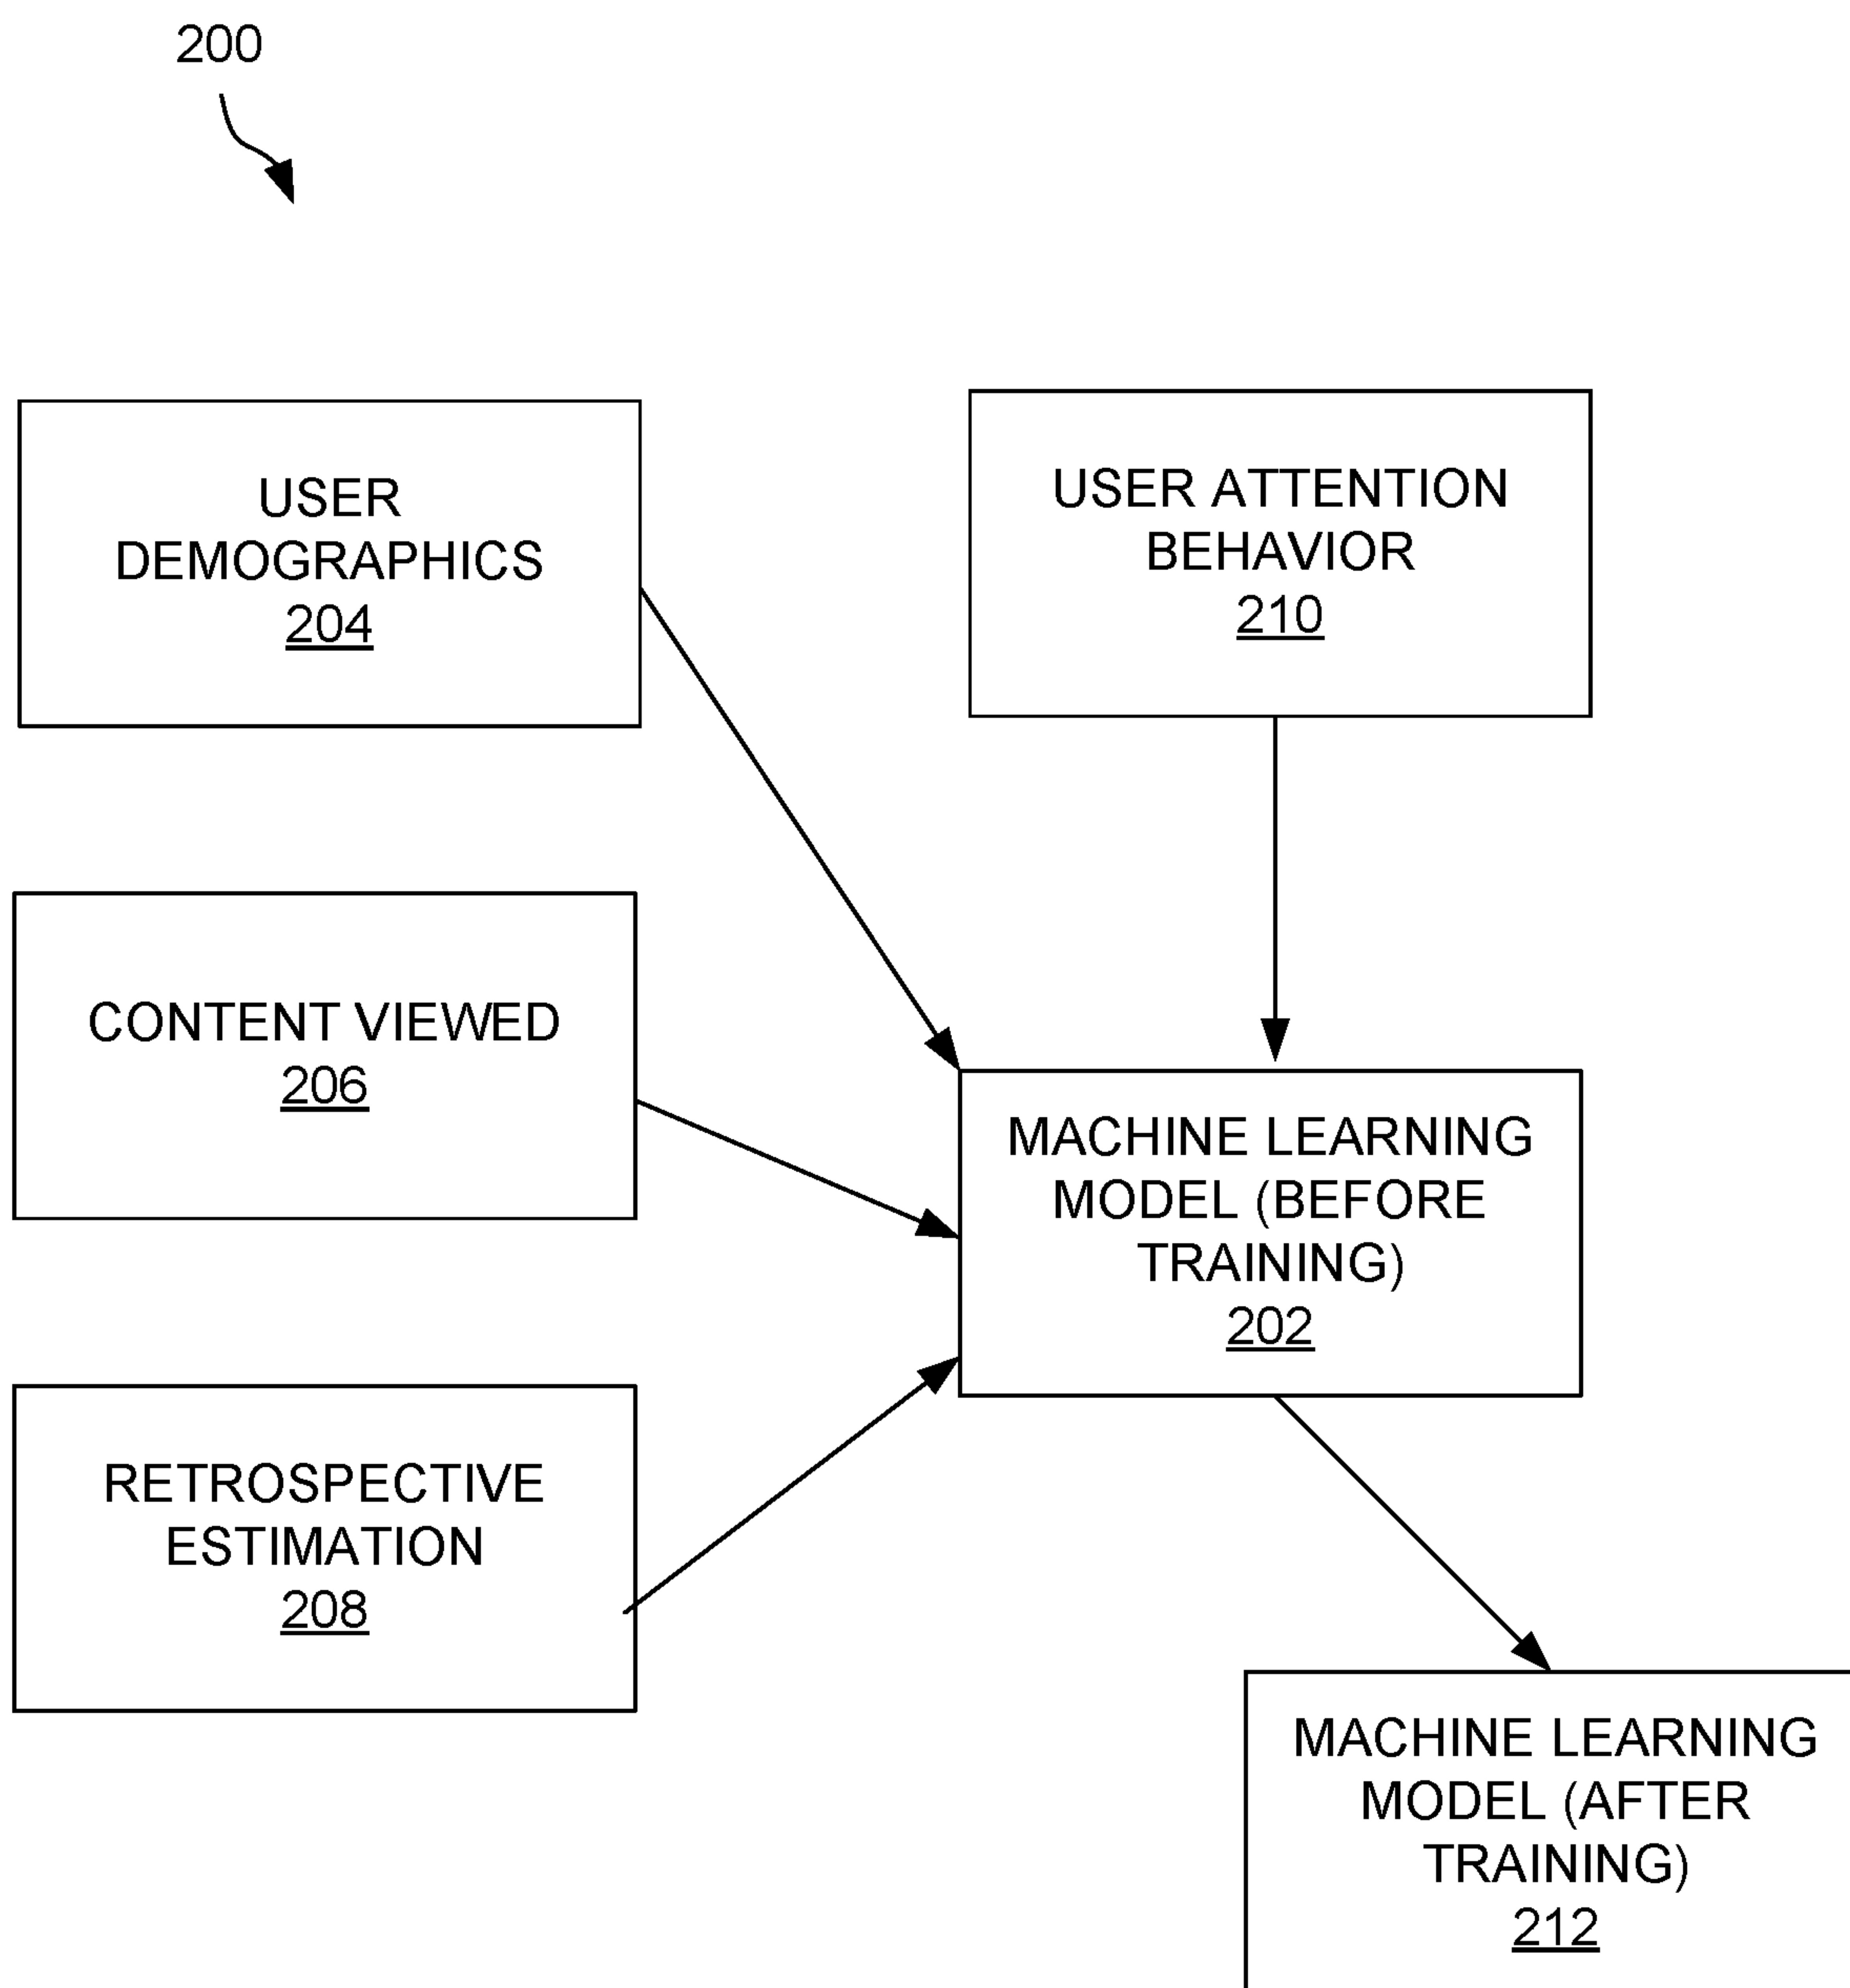 200
USER
DEMOGRAPHICS
204
USER ATTENTION
BEHAVIOR
210
CONTENT VIEWED
206
MACHINE LEARNING
MODEL (BEFORE
TRAINING)
202
RETROSPECTIVE
ESTIMATION
208
MACHINE LEARNING
MODEL (AFTER
TRAINING)
212